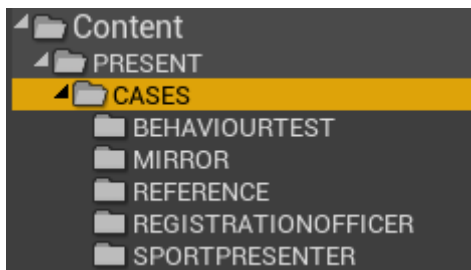 Content
PRESENT
CASES
BEHAVIOURTEST
MIRROR
REFERENCE
REGISTRATIONOFFICER
SPORTPRESENTER